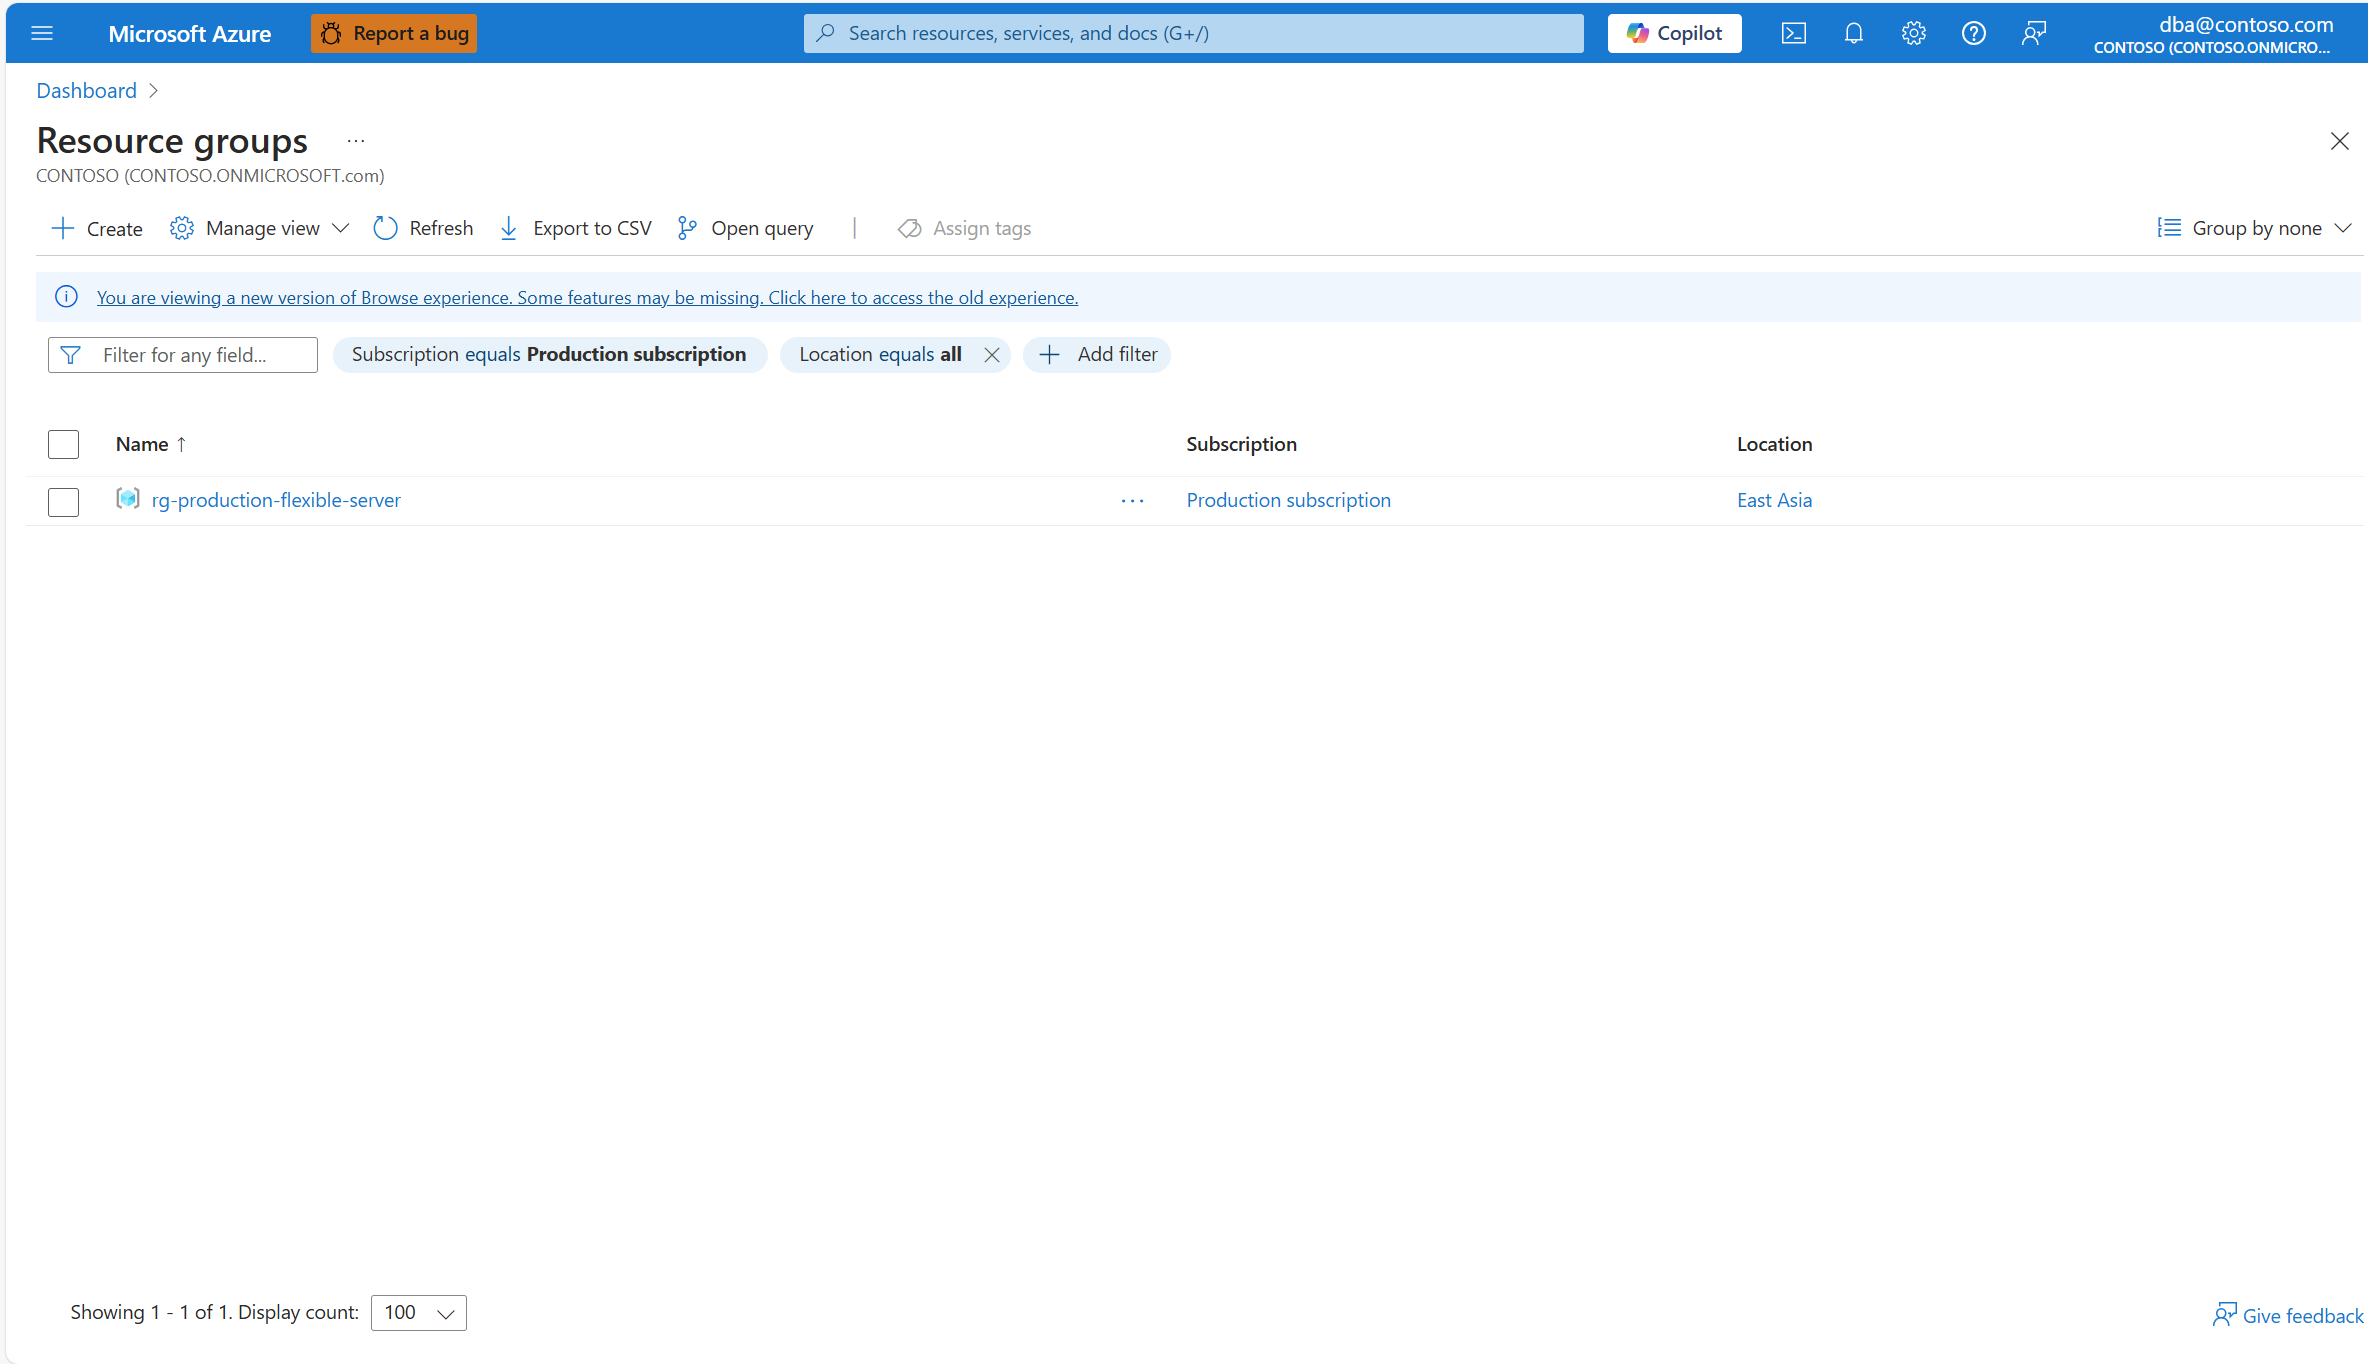 Microsoft Azure
Report a bug
Search resources, services, and docs (G+/)
Copilot
dba@contoso.com
CONTOSO (CONTOSO.ONMICRO...
Dashboard
Resource groups
...
CONTOSO (CONTOSO.ONMICROSOFT.com)
Create
Manage view
Refresh
Export to CSV
Open query
Assign tags
Group by none
You are viewing a new version of Browse experience. Some features may be missing. Click here to access the old experience.
Filter for any field...
Subscription equals Production subscription
Location equals all
Add filter
Name ↑
Subscription
Location
rg-production-flexible-server
...
Production subscription
East Asia
Showing 1 - 1 of 1. Display count:
100
Give feedback